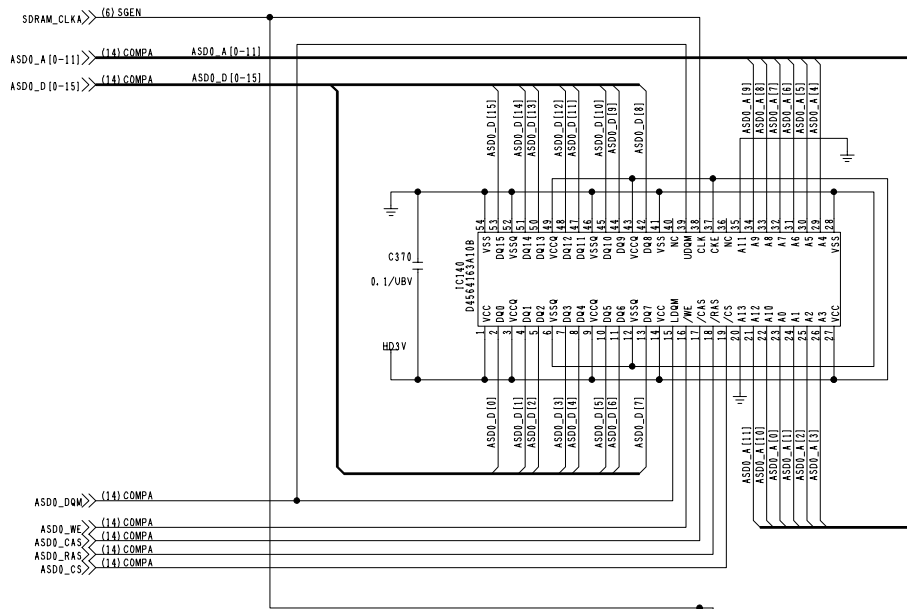 SDRAM_CLKA (6) SGEN
ASD0_A[0-11] (14) COMPA ASD0_A[0-11]
ASD0_D[0-15] (14) COMPA ASD0_D[0-15]
ASD0_D[15]
ASD0_D[14]
ASD0_D[13]
ASD0_D[12]
ASD0_D[11]
ASD0_D[10]
ASD0_D[9]
ASD0_D[8]
ASD0_A[9]
ASD0_A[8]
ASD0_A[7]
ASD0_A[6]
ASD0_A[5]
ASD0_A[4]
54 53 52 51 50 49 48 47 46 45 44 43 42 41 40 39 38 37 36 35 34 33 32 31 30 29 28
VSS DQ15 VSSQ DQ14 DQ13 VCCQ DQ12 DQ11 VSSQ DQ10 DQ9 VCCQ DQ8 VSS NC UDQM CLK CKE NC A11 A9 A8 A7 A6 A5 A4 VSS
C370
0.1/UBV
IC140
D4564163A10B
VCC DQ0 VCCQ DQ1 DQ2 VSSQ DQ3 DQ4 VCCQ DQ5 DQ6 VSSQ DQ7 VCC LDQM /WE /CAS /RAS /CS A13 A12 A10 A0 A1 A2 A3 VCC
1 2 3 4 5 6 7 8 9 10 11 12 13 14 15 16 17 18 19 20 21 22 23 24 25 26 27
HD3V
ASD0_D[0]
ASD0_D[1]
ASD0_D[2]
ASD0_D[3]
ASD0_D[4]
ASD0_D[5]
ASD0_D[6]
ASD0_D[7]
ASD0_A[11]
ASD0_A[10]
ASD0_A[0]
ASD0_A[1]
ASD0_A[2]
ASD0_A[3]
ASD0_DQM (14) COMPA
ASD0_WE (14) COMPA
ASD0_CAS (14) COMPA
ASD0_RAS (14) COMPA
ASD0_CS (14) COMPA